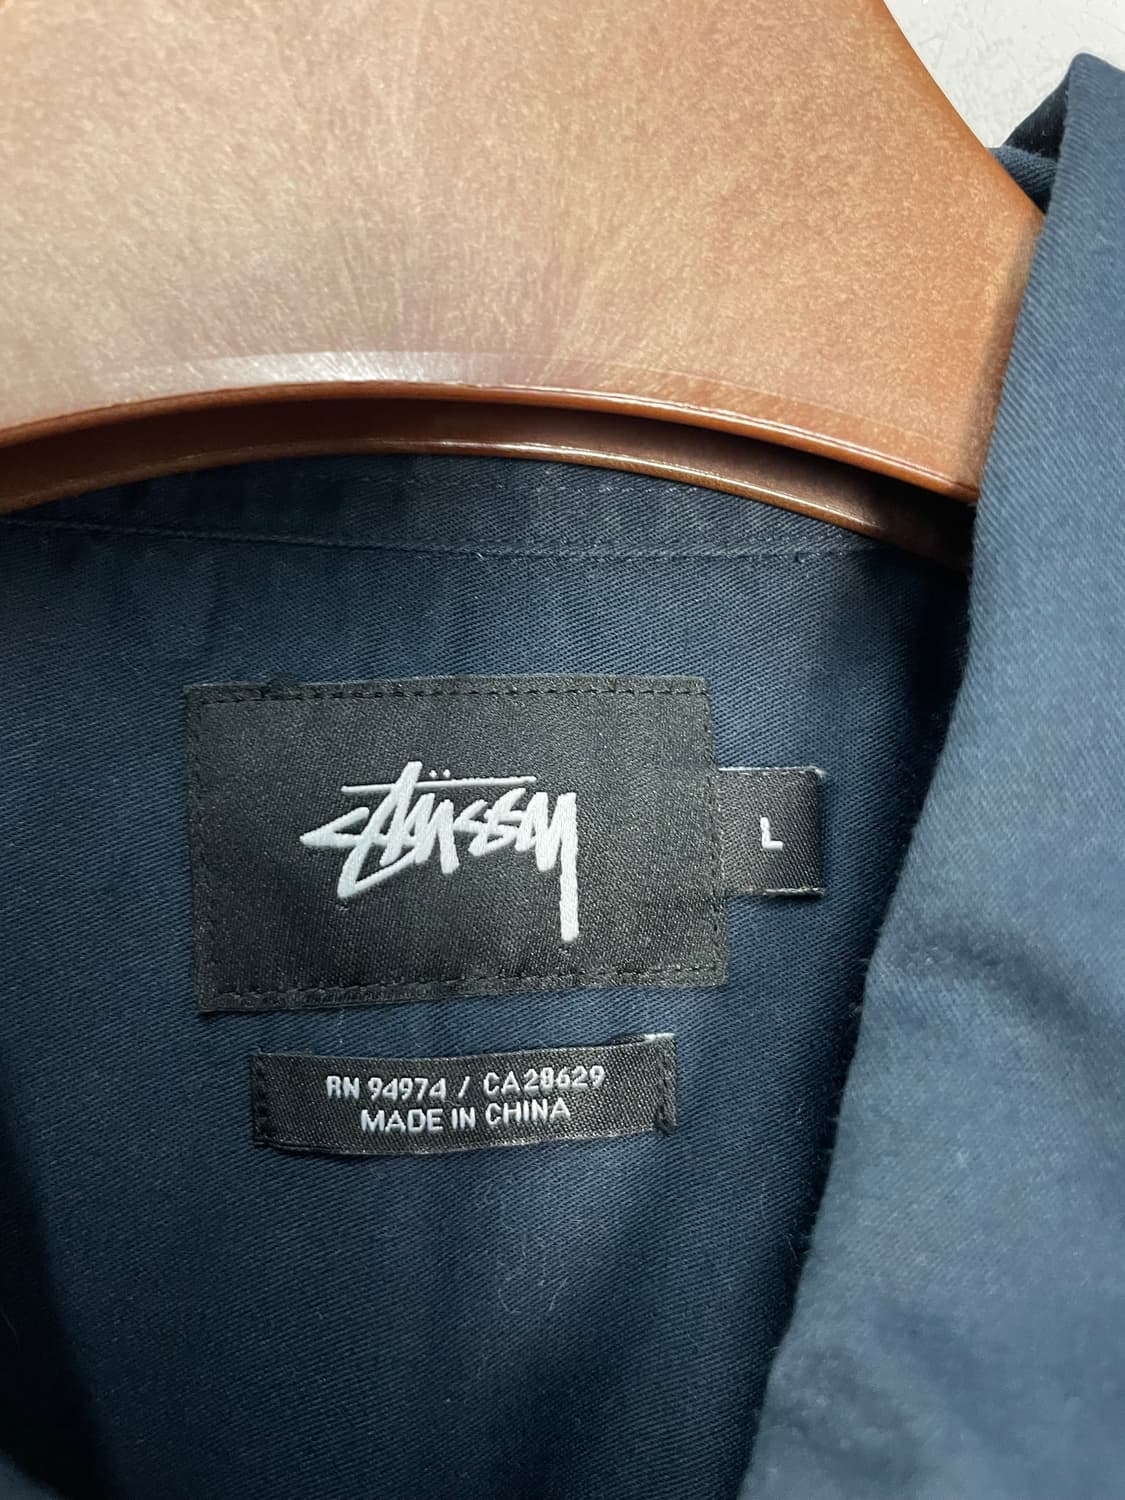 Stüssy
L
RN 94974 / CA28629
MADE IN CHINA